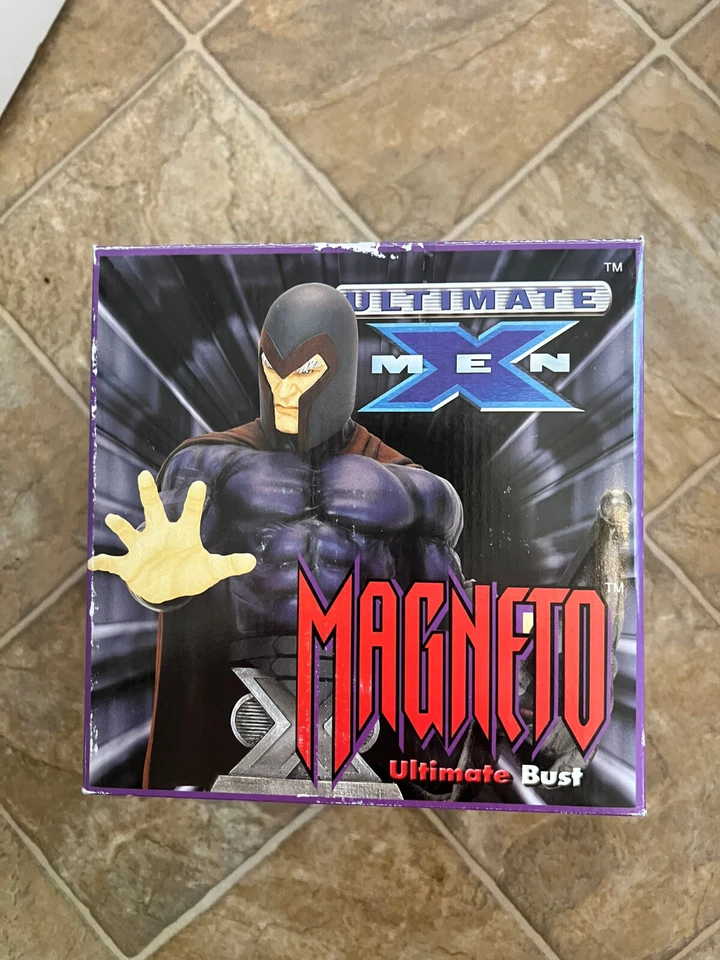 TM
ULTIMATE
X
MEN
MAGNETO TM
Ultimate Bust